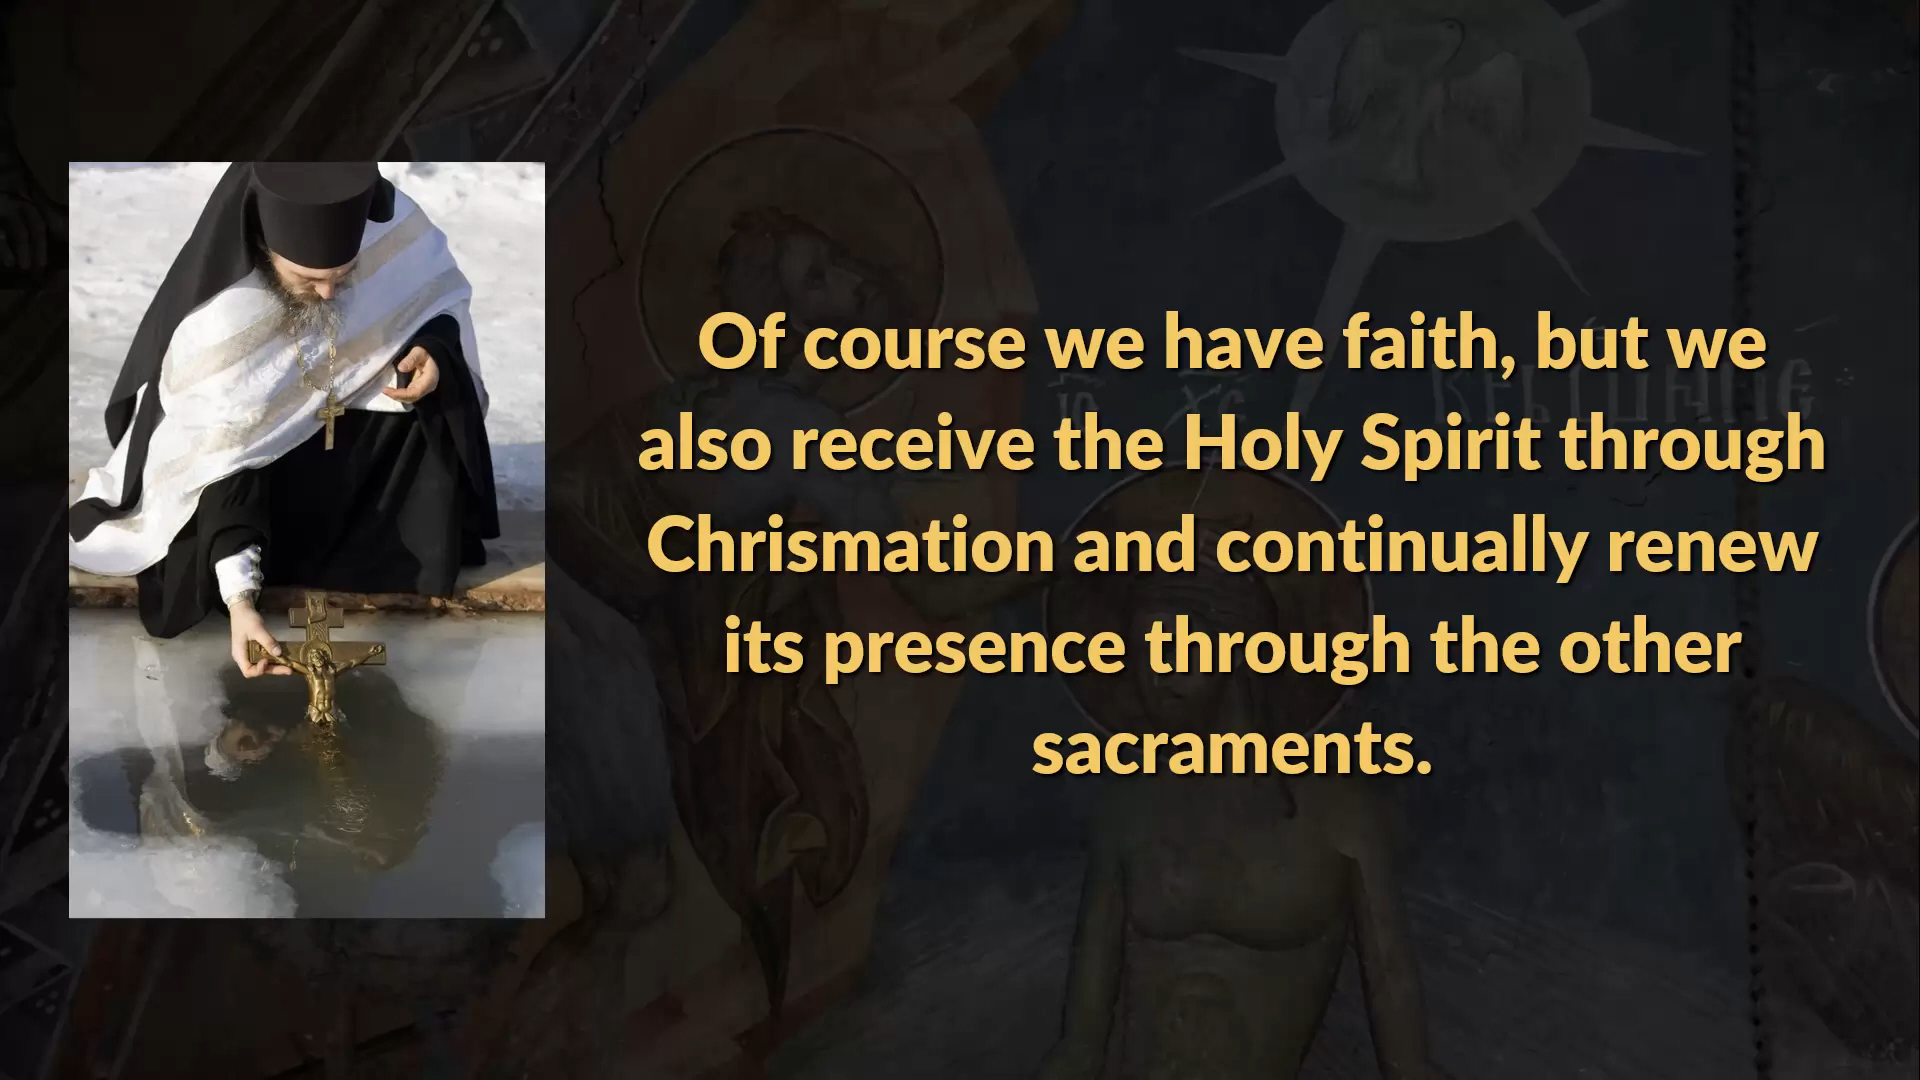 Of course we have faith, but we
also receive the Holy Spirit through
Chrismation and continually renew
its presence through the other
sacraments.